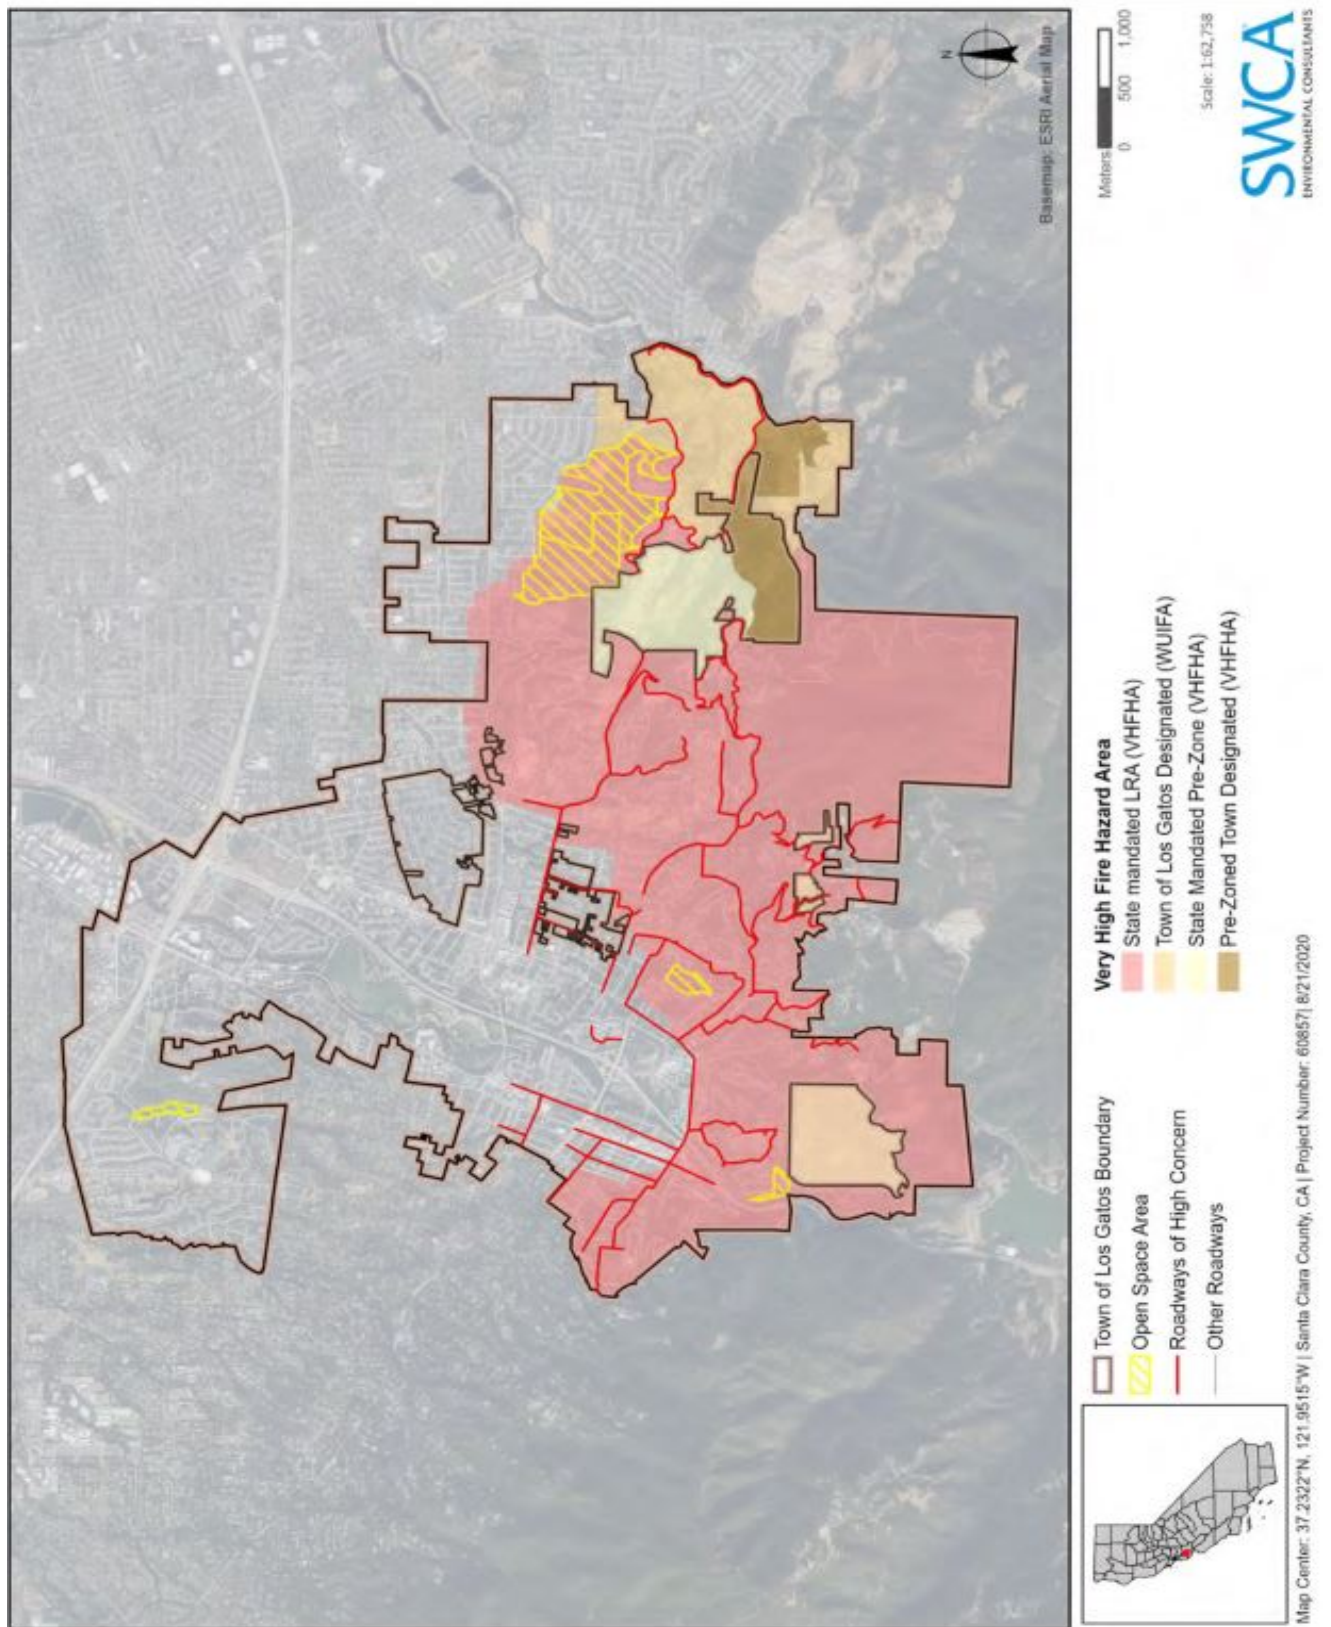 N
Basemap: ESRI Aerial Map
Town of Los Gatos Boundary
Open Space Area
Roadways of High Concern
Other Roadways
Very High Fire Hazard Area
State mandated LRA (VHFHA)
Town of Los Gatos Designated (WUIFA)
State Mandated Pre-Zone (VHFHA)
Pre-Zoned Town Designated (VHFHA)
Meters
0 500 1,000
Scale: 1:62,758
SWCA
ENVIRONMENTAL CONSULTANTS
Map Center: 37.2322°N, 121.9515°W | Santa Clara County, CA | Project Number: 60857| 8/21/2020